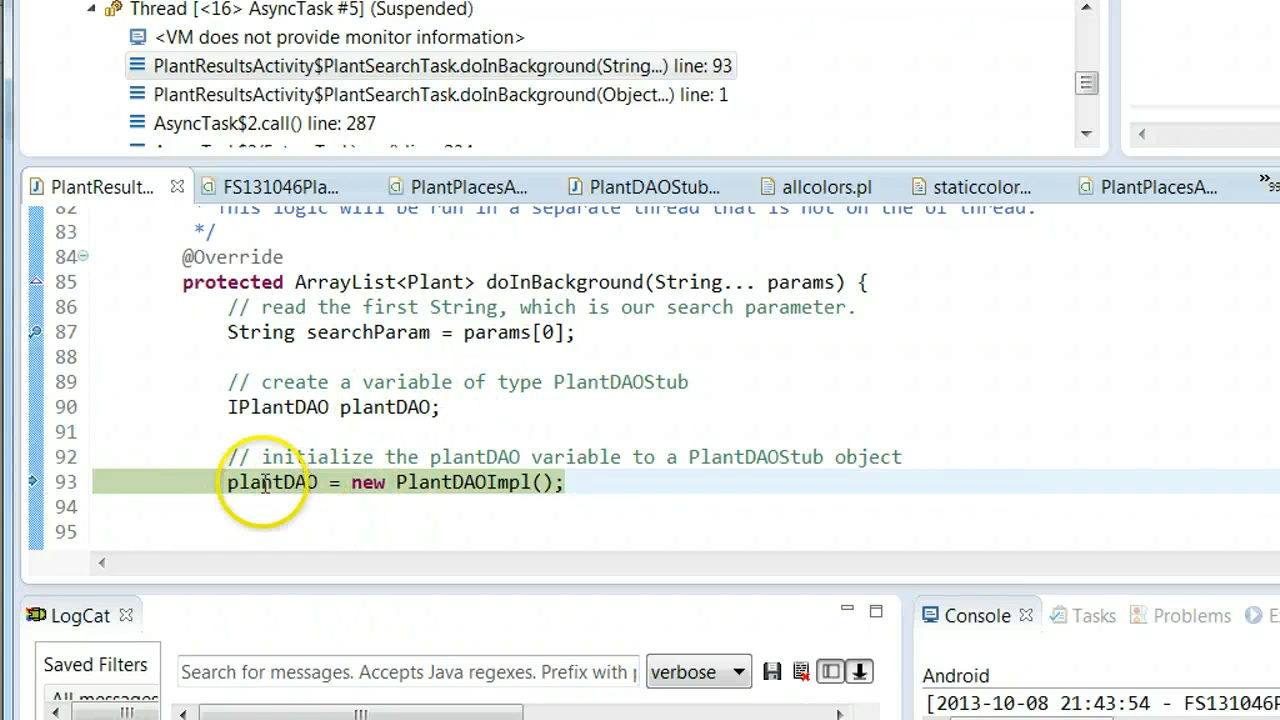 Thread [<16> AsyncTask #5] (Suspended)
<VM does not provide monitor information>
PlantResultsActivity$PlantSearchTask.doInBackground(String...) line: 93
PlantResultsActivity$PlantSearchTask.doInBackground(Object...) line: 1
AsyncTask$2.call() line: 287
PlantResult... FS131046Pla... PlantPlacesA... PlantDAOStub... allcolors.pl staticcolor... PlantPlacesA... »
82 * This logic will be run in a separate thread that is not on the UI thread.
83 */
84 @Override
85 protected ArrayList<Plant> doInBackground(String... params) {
86 // read the first String, which is our search parameter.
87 String searchParam = params[0];
88
89 // create a variable of type PlantDAOStub
90 IPlantDAO plantDAO;
91
92 // initialize the plantDAO variable to a PlantDAOStub object
93 plantDAO = new PlantDAOImpl();
94
95
LogCat
Console Tasks Problems
Saved Filters
Search for messages. Accepts Java regexes. Prefix with
verbose
All messages
Android
[2013-10-08 21:43:54 - FS131046P